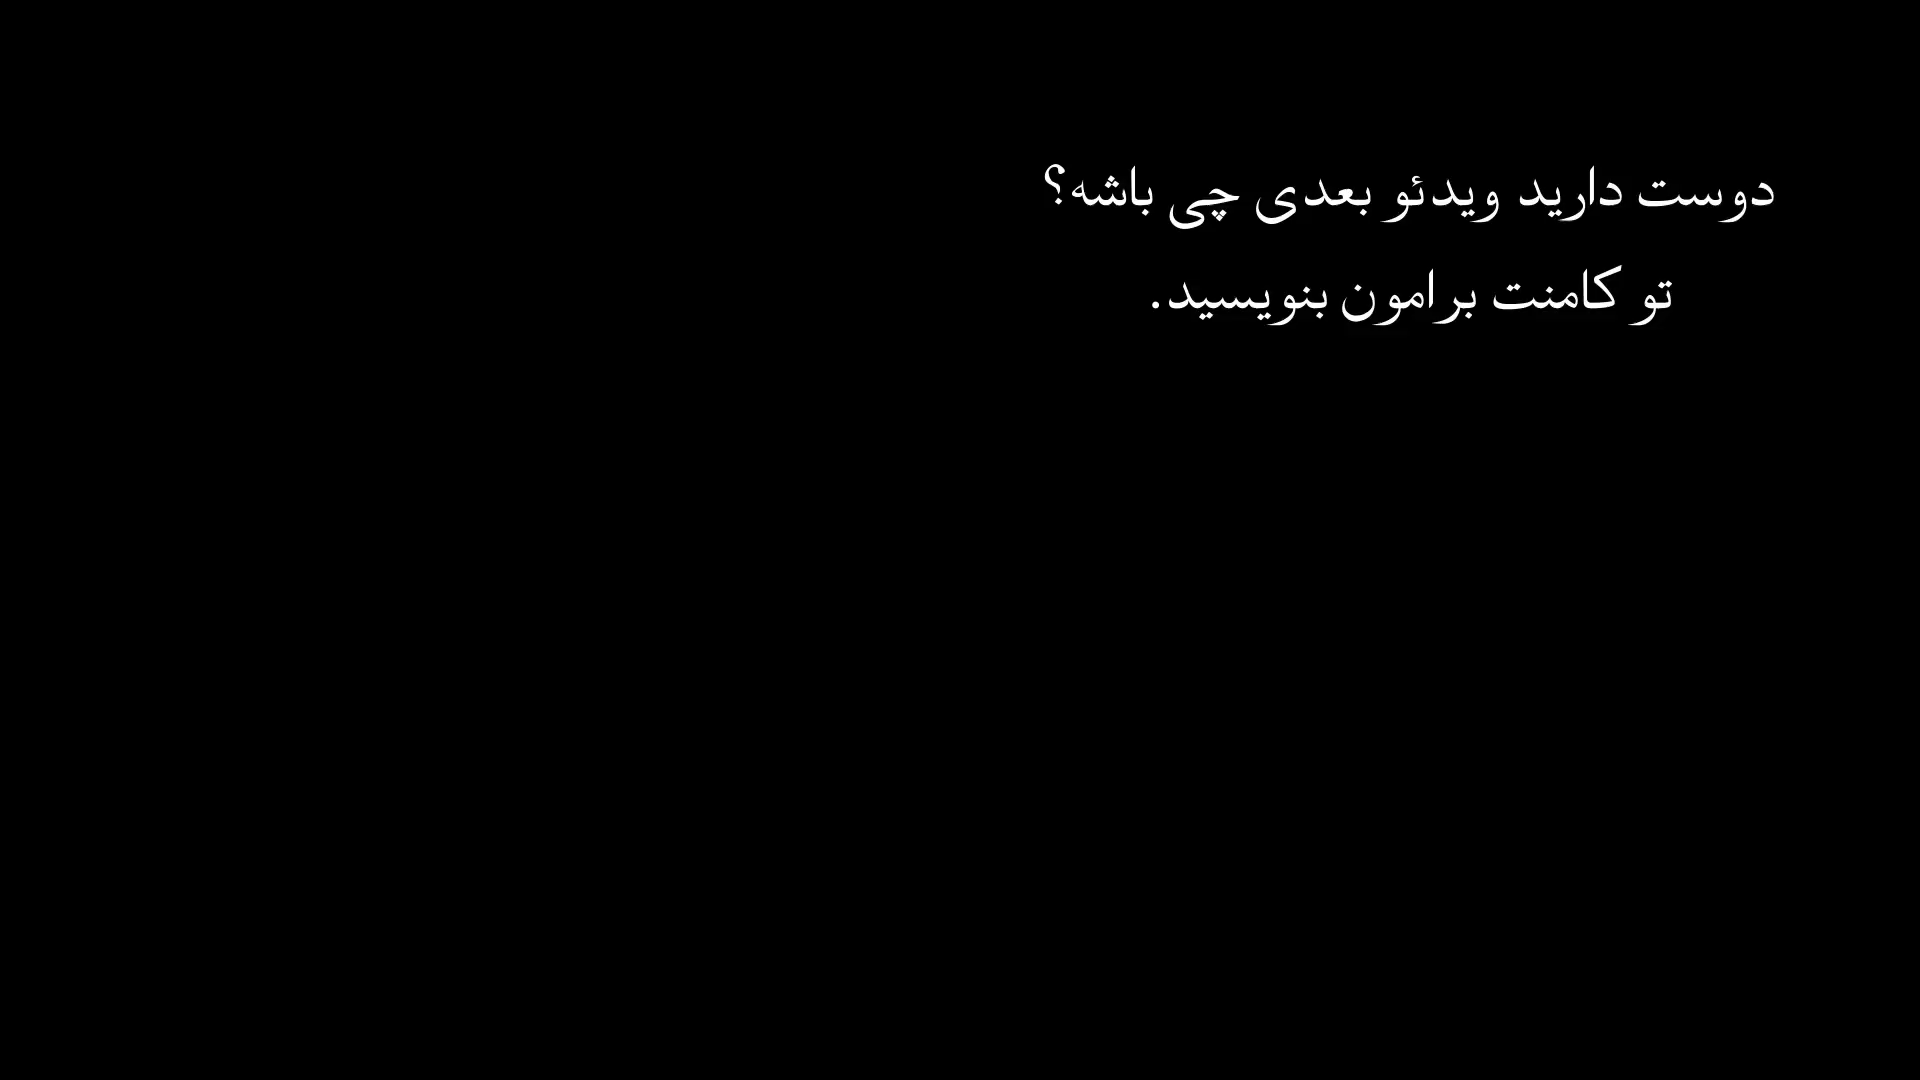 دوست دارید ویدئو بعدی چی باشه؟
تو کامنت برامون بنویسید.